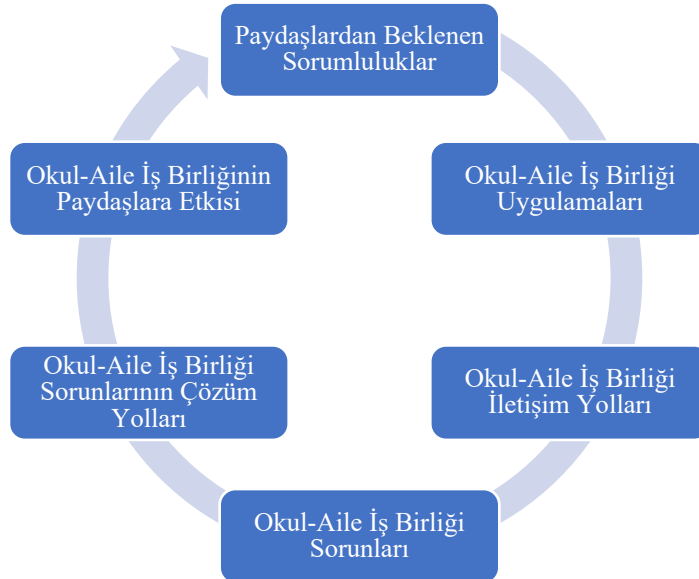 Paydaşlardan Beklenen
Sorumluluklar
Okul-Aile İş Birliği
Uygulamaları
Okul-Aile İş Birliği
İletişim Yolları
Okul-Aile İş Birliği
Sorunları
Okul-Aile İş Birliği
Sorunlarının Çözüm
Yolları
Okul-Aile İş Birliğinin
Paydaşlara Etkisi